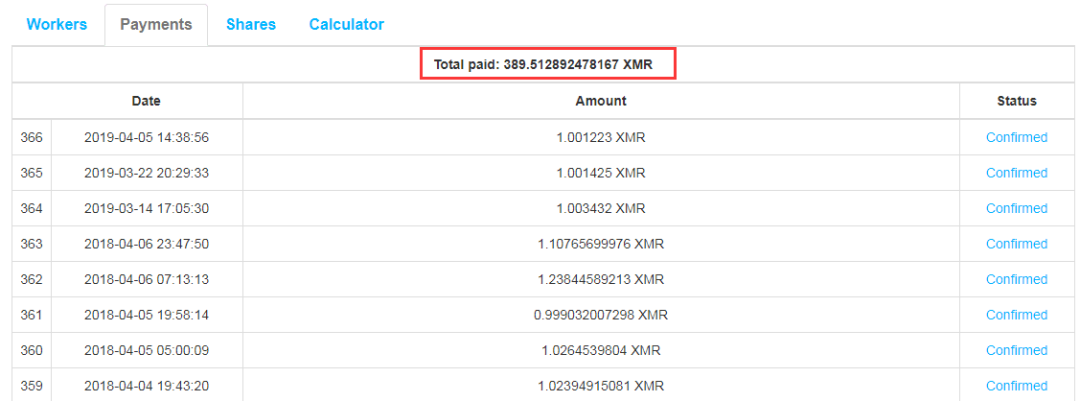 Workers Payments Shares Calculator
Total paid: 389.512892478167 XMR
Date Amount Status
366 2019-04-05 14:38:56 1.001223 XMR Confirmed
365 2019-03-22 20:29:33 1.001425 XMR Confirmed
364 2019-03-14 17:05:30 1.003432 XMR Confirmed
363 2018-04-06 23:47:50 1.10765699976 XMR Confirmed
362 2018-04-06 07:13:13 1.23844589213 XMR Confirmed
361 2018-04-05 19:58:14 0.999032007298 XMR Confirmed
360 2018-04-05 05:00:09 1.0264539804 XMR Confirmed
359 2018-04-04 19:43:20 1.02394915081 XMR Confirmed